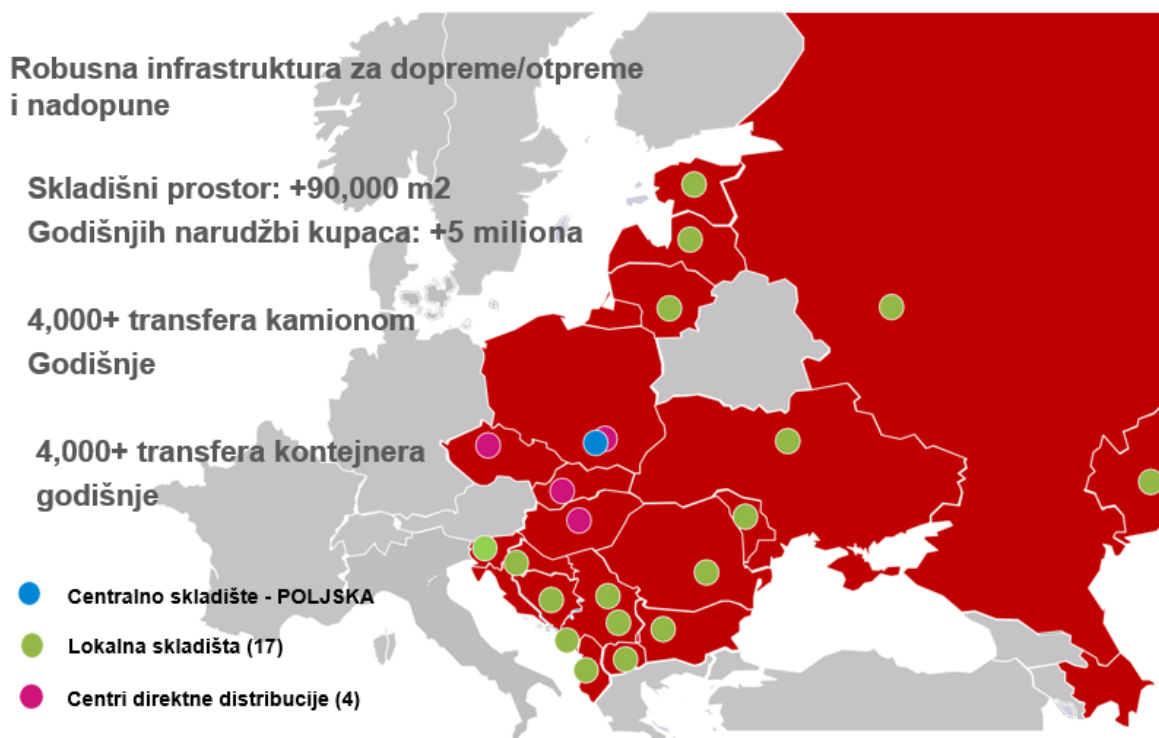 Robusna infrastruktura za dopreme/otpreme
i nadopune
Skladišni prostor: +90,000 m2
Godišnjih narudžbi kupaca: +5 miliona
4,000+ transfera kamionom
Godišnje
4,000+ transfera kontejnera
godišnje
Centralno skladište - POLJSKA
Lokalna skladišta (17)
Centri direktne distribucije (4)